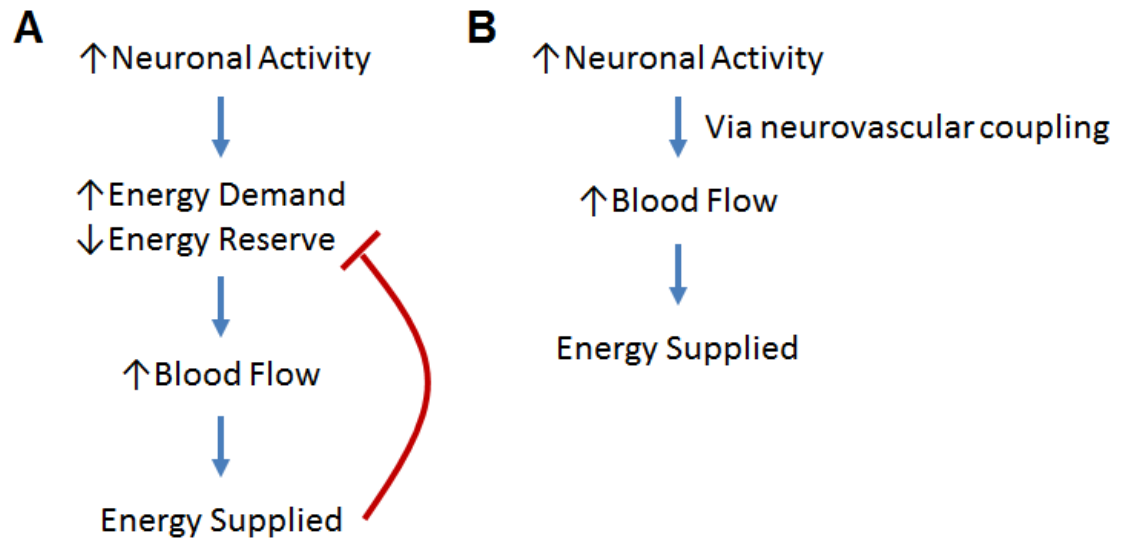 A
↑Neuronal Activity
↑Energy Demand
↓Energy Reserve
↑Blood Flow
Energy Supplied
B
↑Neuronal Activity
Via neurovascular coupling
↑Blood Flow
Energy Supplied